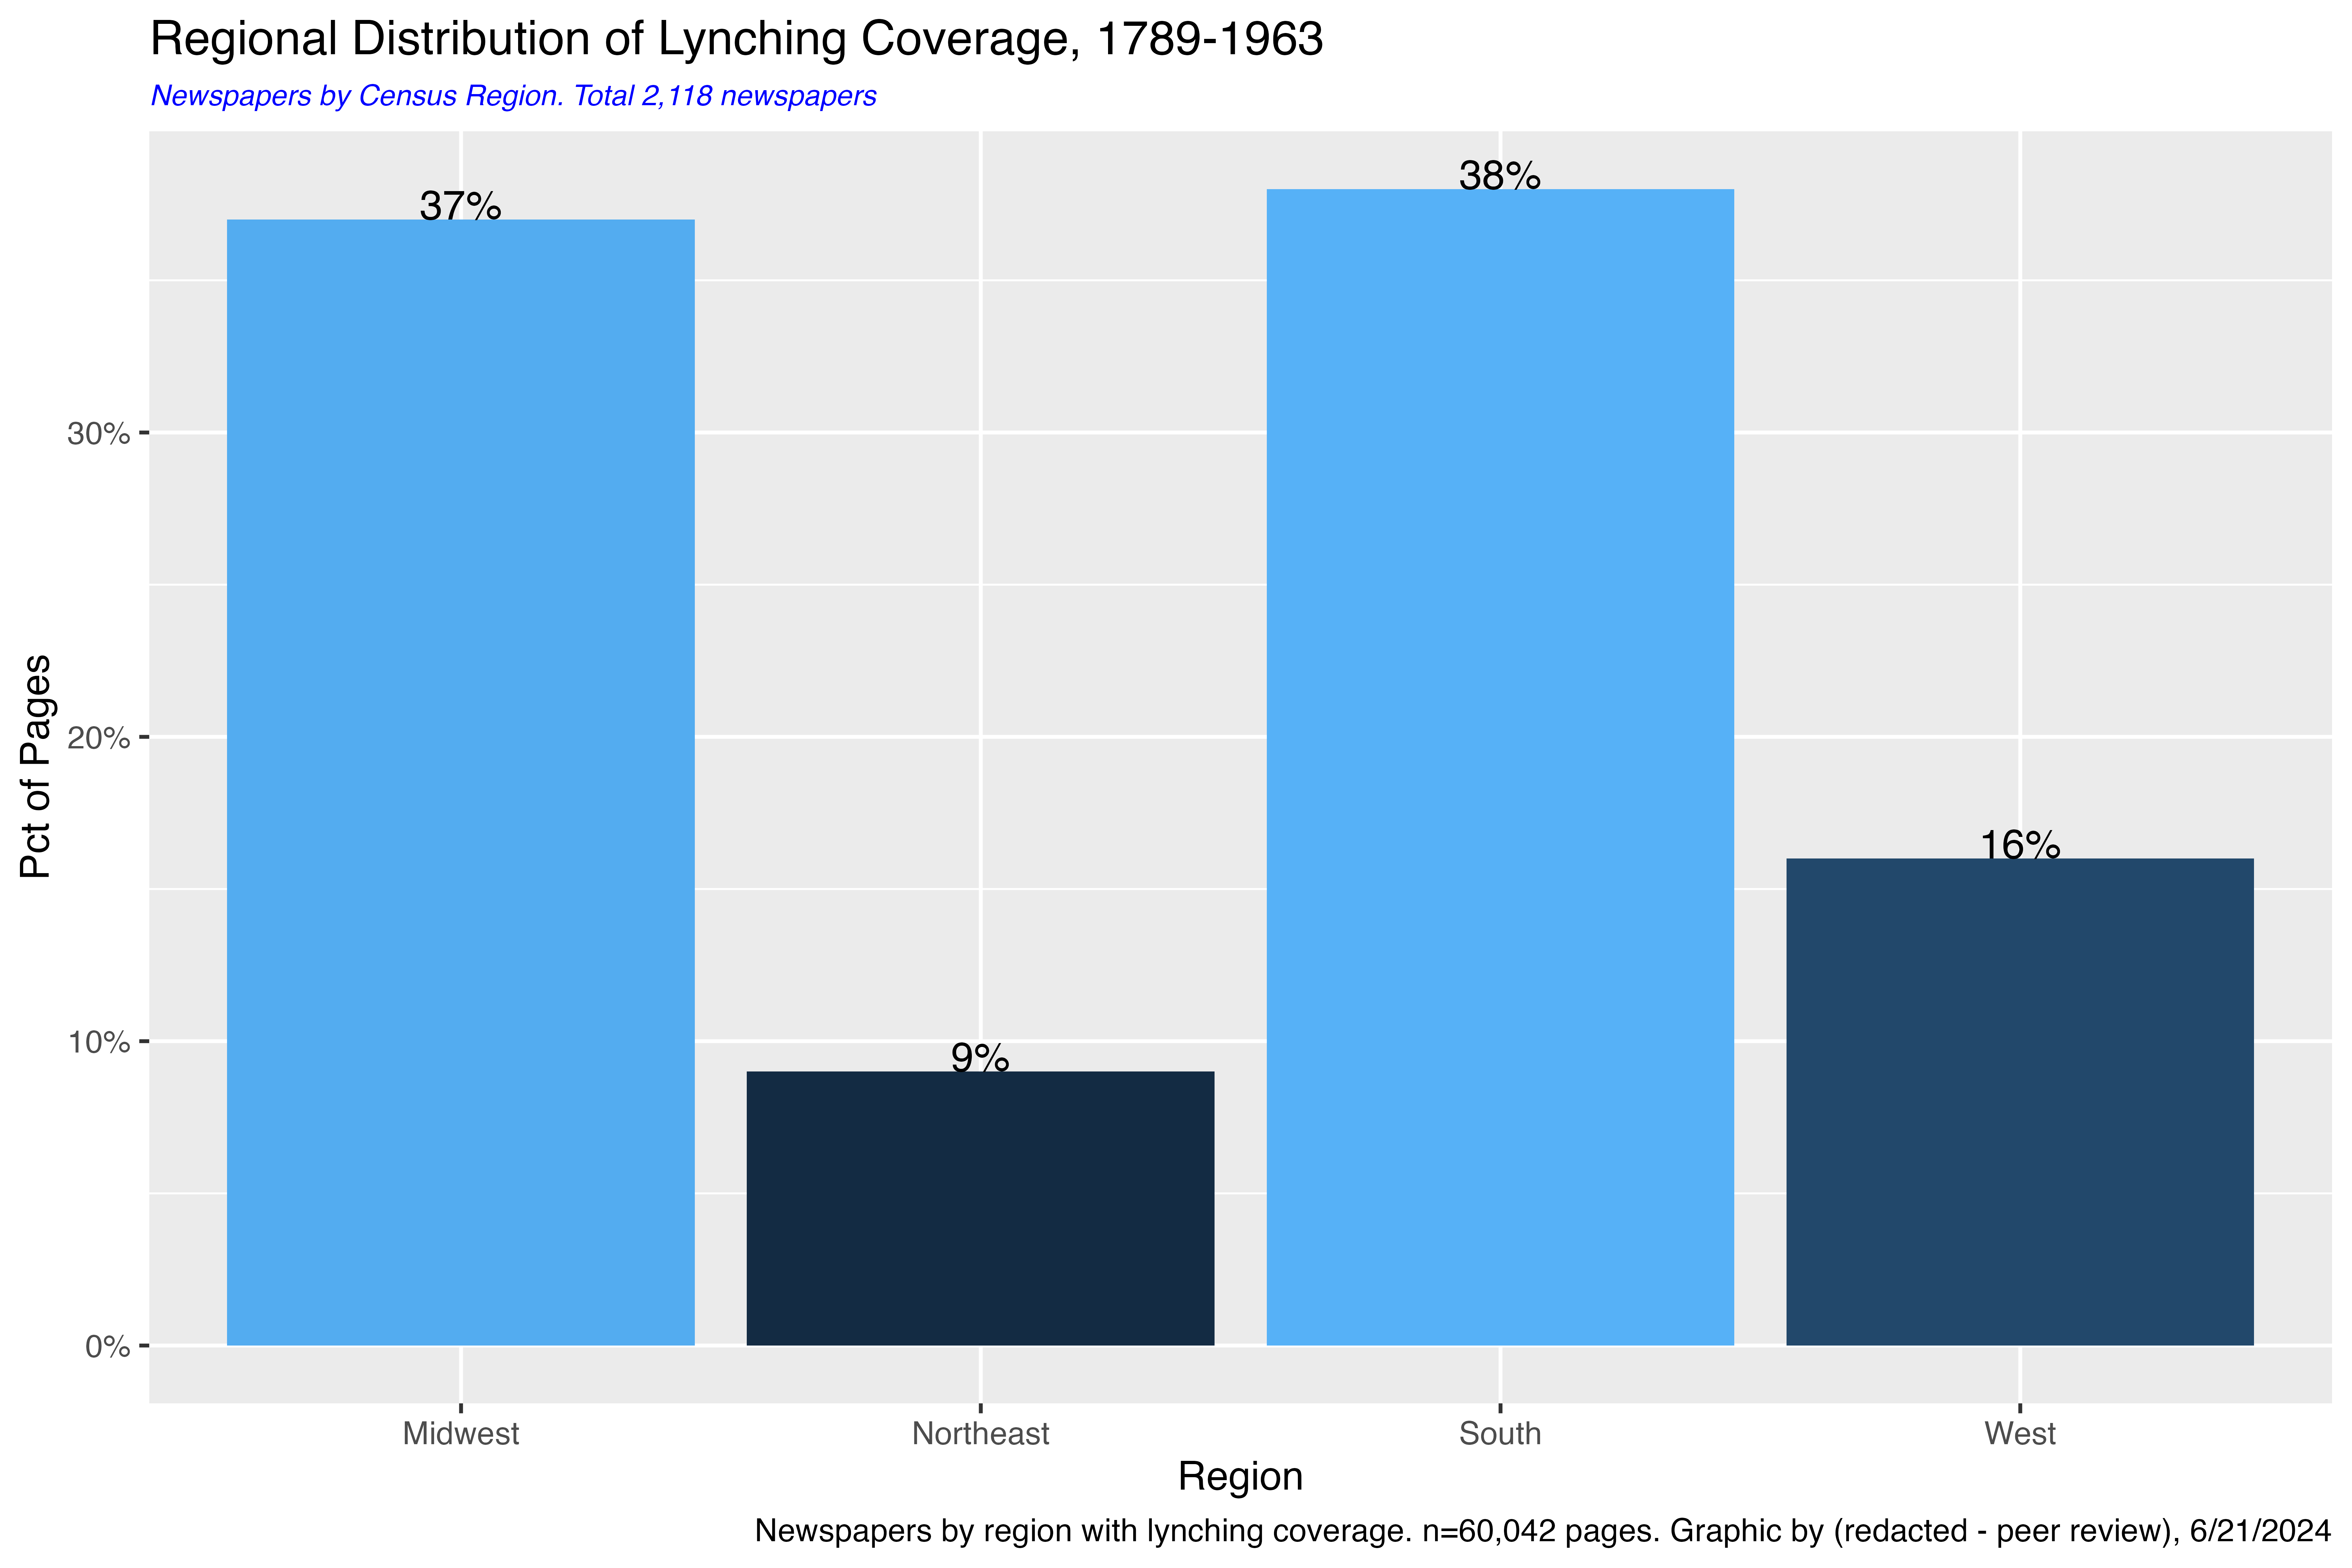 Regional Distribution of Lynching Coverage, 1789-1963
Newspapers by Census Region. Total 2,118 newspapers
37%
38%
30%
20%
16%
10%
9%
0%
Pct of Pages
Midwest
Northeast
South
West
Region
Newspapers by region with lynching coverage. n=60,042 pages. Graphic by (redacted - peer review), 6/21/2024